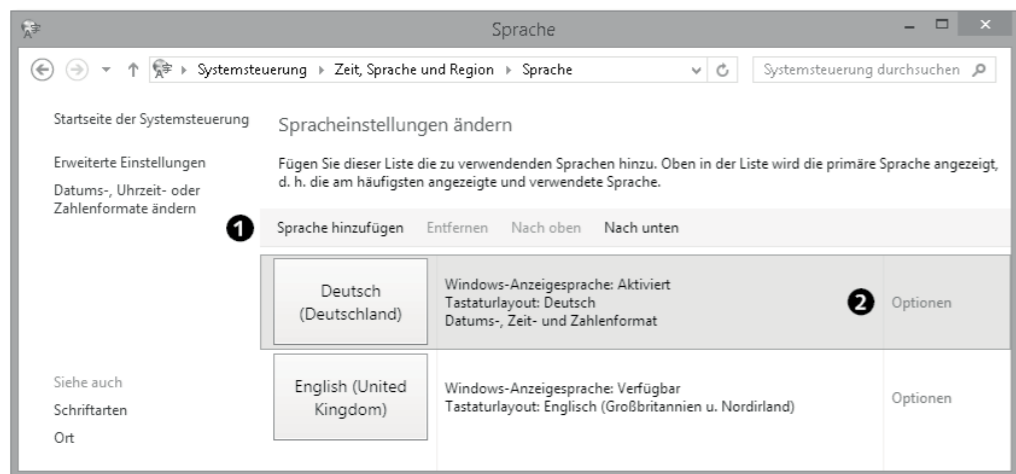 Sprache
Systemsteuerung
Zeit, Sprache und Region
Sprache
Systemsteuerung durchsuchen
Startseite der Systemsteuerung
Erweiterte Einstellungen
Datums-, Uhrzeit- oder
Zahlenformate ändern
Spracheinstellungen ändern
Fügen Sie dieser Liste die zu verwendenden Sprachen hinzu. Oben in der Liste wird die primäre Sprache angezeigt,
d. h. die am häufigsten angezeigte und verwendete Sprache.
1
Sprache hinzufügen Entfernen Nach oben Nach unten
Deutsch
(Deutschland)
Windows-Anzeigesprache: Aktiviert
Tastaturlayout: Deutsch
Datums-, Zeit- und Zahlenformat
2
Optionen
English (United
Kingdom)
Windows-Anzeigesprache: Verfügbar
Tastaturlayout: Englisch (Großbritannien u. Nordirland)
Optionen
Siehe auch
Schriftarten
Ort